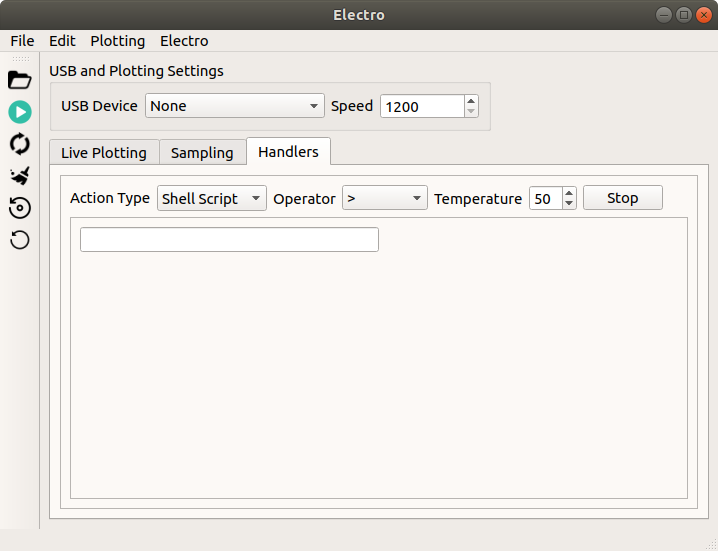 Electro
File Edit Plotting Electro
USB and Plotting Settings
USB Device None Speed 1200
Live Plotting Sampling Handlers
Action Type Shell Script Operator > Temperature 50 Stop